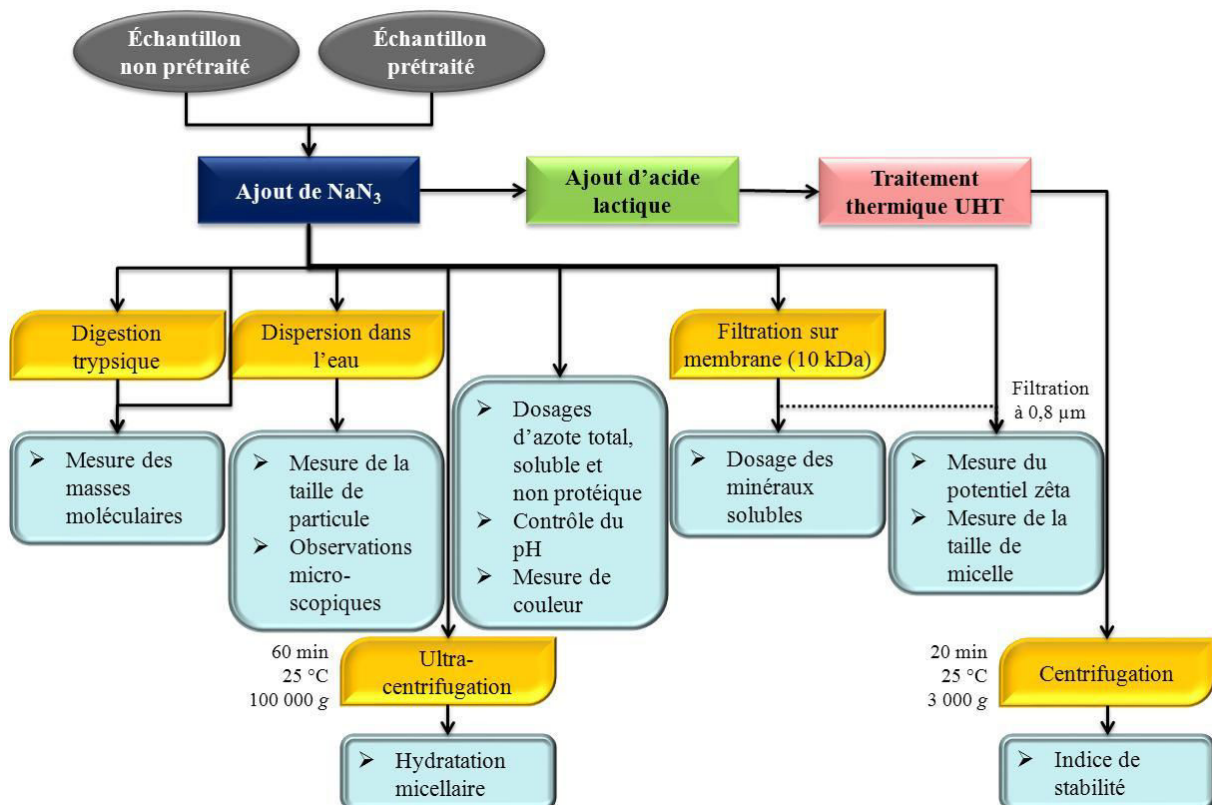 Échantillon
non prétraité
Échantillon
prétraité
Ajout de NaN₃
Ajout d’acide
lactique
Traitement
thermique UHT
Digestion
trypsique
Dispersion dans
l’eau
Filtration sur
membrane (10 kDa)
Filtration
à 0,8 µm
➤ Mesure des
masses
moléculaires
➤ Mesure de la
taille de
particule
➤ Observations
micro-
scopiques
➤ Dosages
d’azote total,
soluble et
non protéique
➤ Contrôle du
pH
➤ Mesure de
couleur
➤ Dosage des
minéraux
solubles
➤ Mesure du
potentiel zêta
➤ Mesure de la
taille de
micelle
60 min
25 °C
100 000 g
Ultra-
centrifugation
20 min
25 °C
3 000 g
Centrifugation
➤ Hydratation
micellaire
➤ Indice de
stabilité